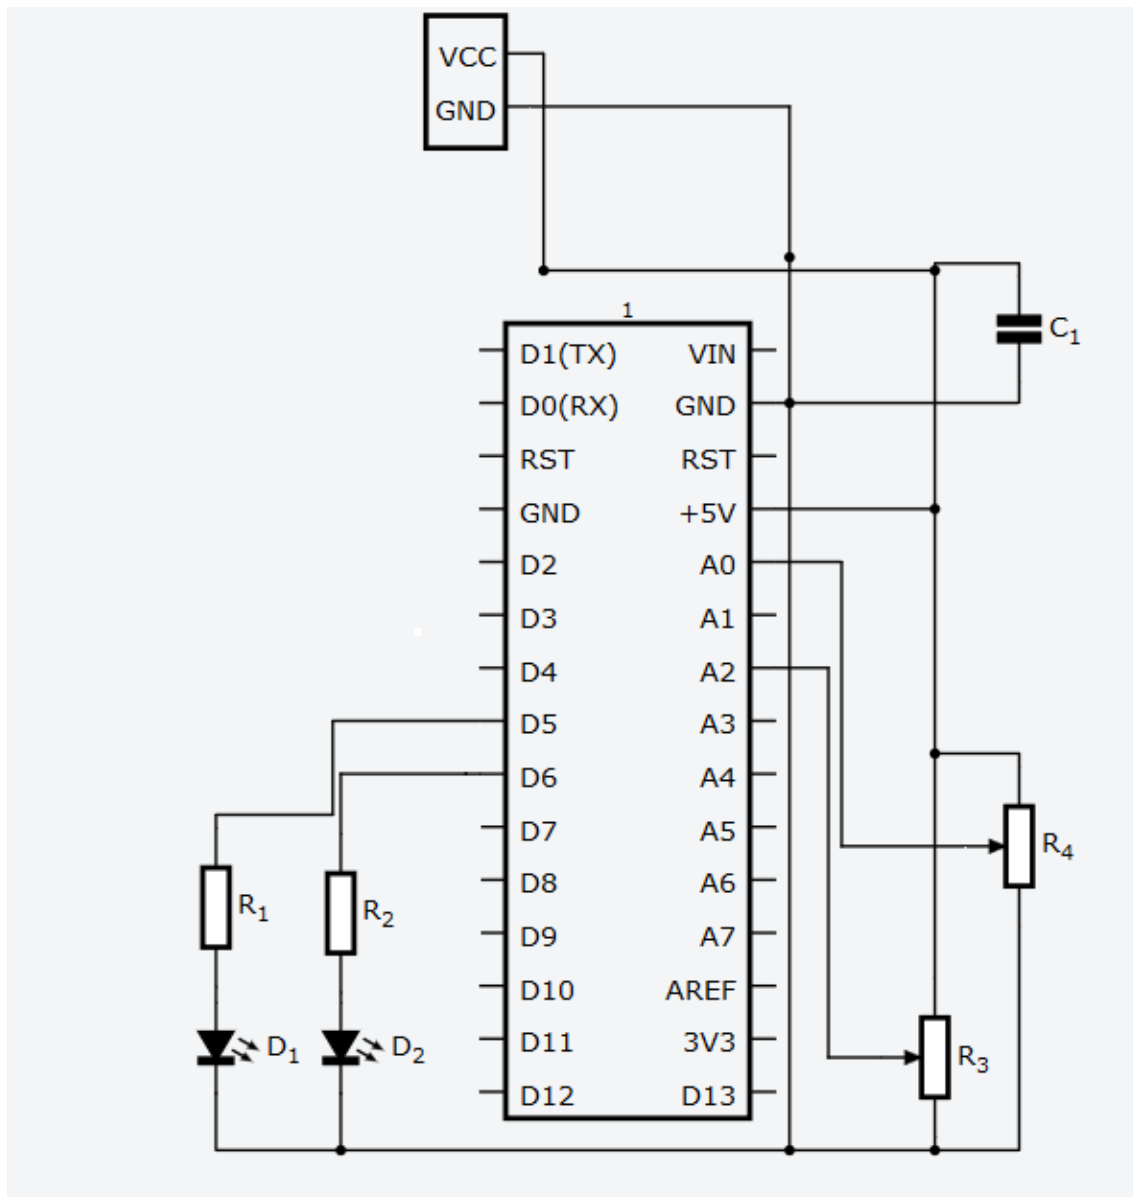 VCC
GND
1
D1(TX) VIN
D0(RX) GND
RST RST
GND +5V
D2 A0
D3 A1
D4 A2
D5 A3
D6 A4
D7 A5
D8 A6
D9 A7
D10 AREF
D11 3V3
D12 D13
C1
R4
R1
R2
D1
D2
R3